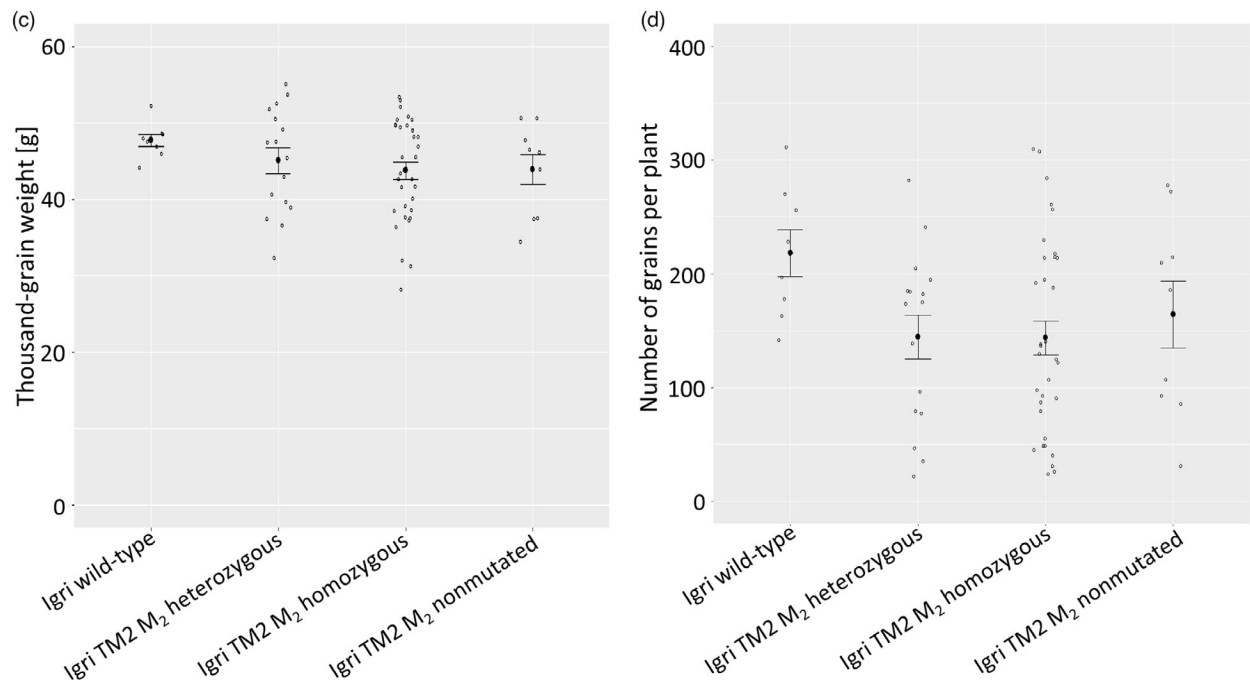 (c)
Thousand-grain weight [g]
60
40
20
0
Igri wild-type
Igri TM2 M₂ heterozygous
Igri TM2 M₂ homozygous
Igri TM2 M₂ nonmutated
(d)
Number of grains per plant
400
300
200
100
0
Igri wild-type
Igri TM2 M₂ heterozygous
Igri TM2 M₂ homozygous
Igri TM2 M₂ nonmutated